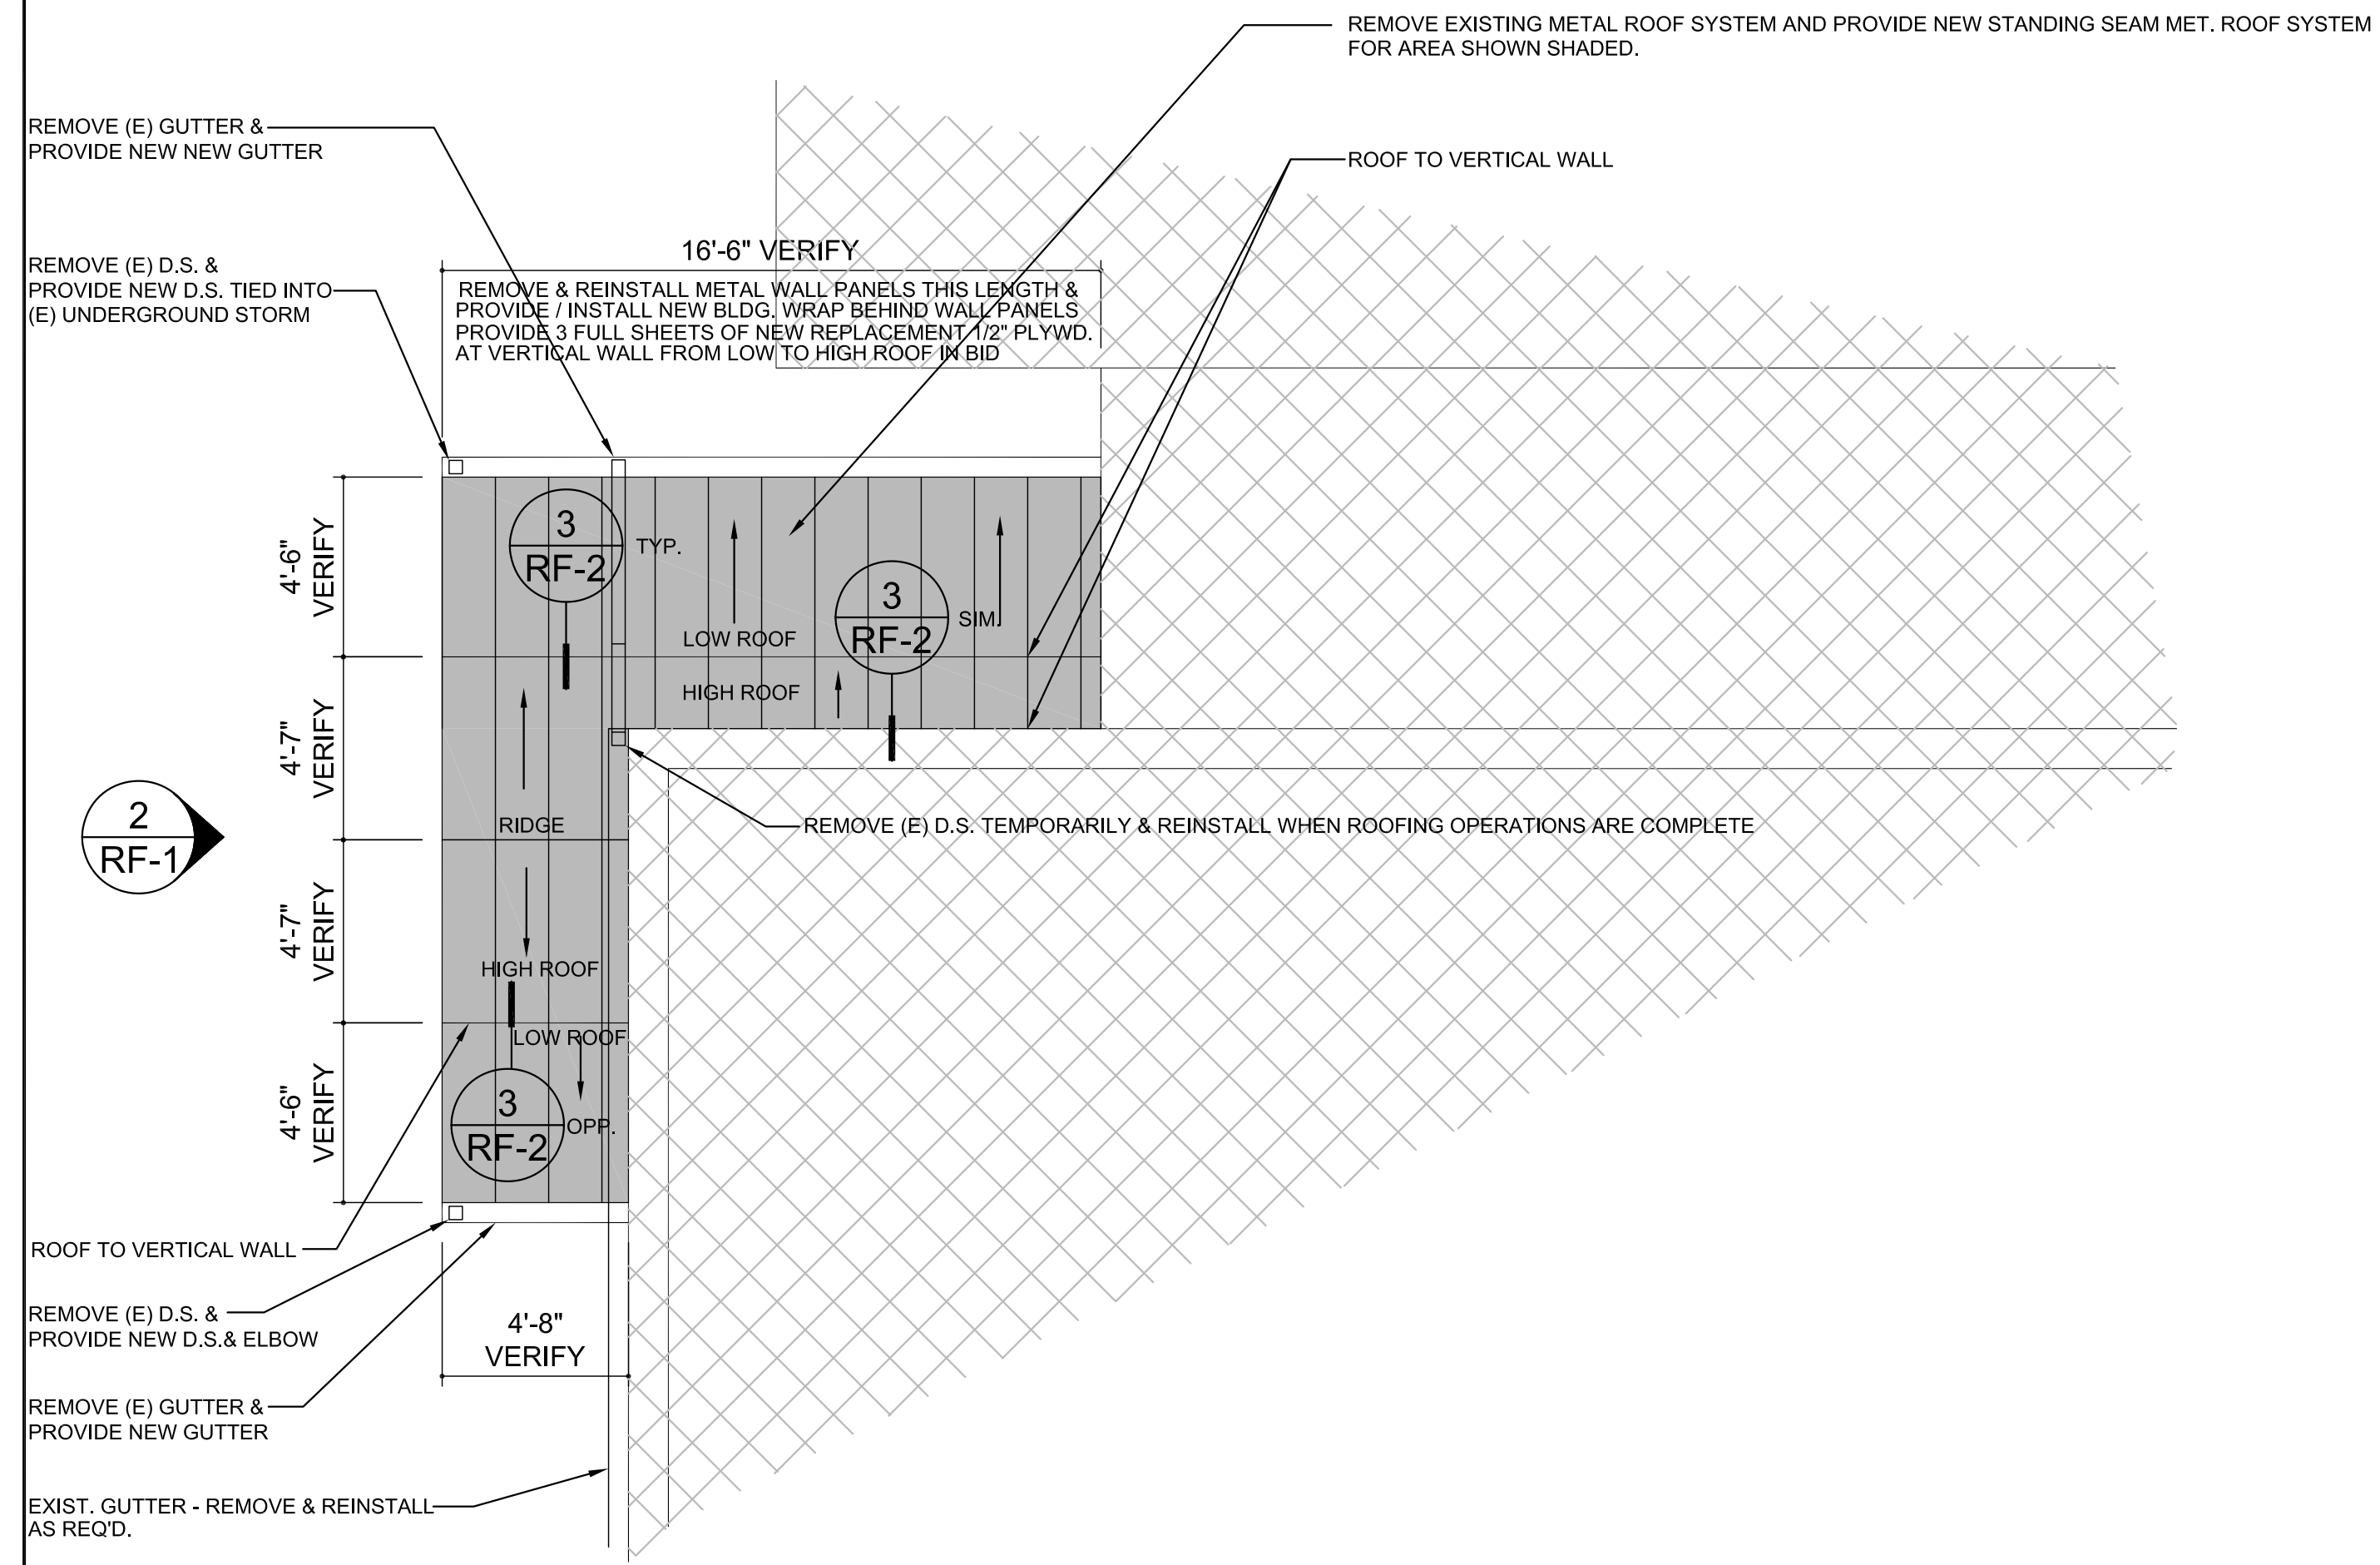 REMOVE EXISTING METAL ROOF SYSTEM AND PROVIDE NEW STANDING SEAM MET. ROOF SYSTEM
FOR AREA SHOWN SHADED.
REMOVE (E) GUTTER &
PROVIDE NEW NEW GUTTER
ROOF TO VERTICAL WALL
16'-6" VERIFY
REMOVE (E) D.S. &
PROVIDE NEW D.S. TIED INTO
(E) UNDERGROUND STORM
REMOVE & REINSTALL METAL WALL PANELS THIS LENGTH &
PROVIDE / INSTALL NEW BLDG. WRAP BEHIND WALL PANELS
PROVIDE 3 FULL SHEETS OF NEW REPLACEMENT 1/2" PLYWD.
AT VERTICAL WALL FROM LOW TO HIGH ROOF IN BID
4'-6"
VERIFY
3
RF-2
TYP.
3
RF-2
SIM.
LOW ROOF
HIGH ROOF
4'-7"
VERIFY
2
RF-1
RIDGE
REMOVE (E) D.S. TEMPORARILY & REINSTALL WHEN ROOFING OPERATIONS ARE COMPLETE
4'-7"
VERIFY
HIGH ROOF
LOW ROOF
4'-6"
VERIFY
3
RF-2
OPP.
ROOF TO VERTICAL WALL
REMOVE (E) D.S. &
PROVIDE NEW D.S.& ELBOW
4'-8"
VERIFY
REMOVE (E) GUTTER &
PROVIDE NEW GUTTER
EXIST. GUTTER - REMOVE & REINSTALL
AS REQ'D.